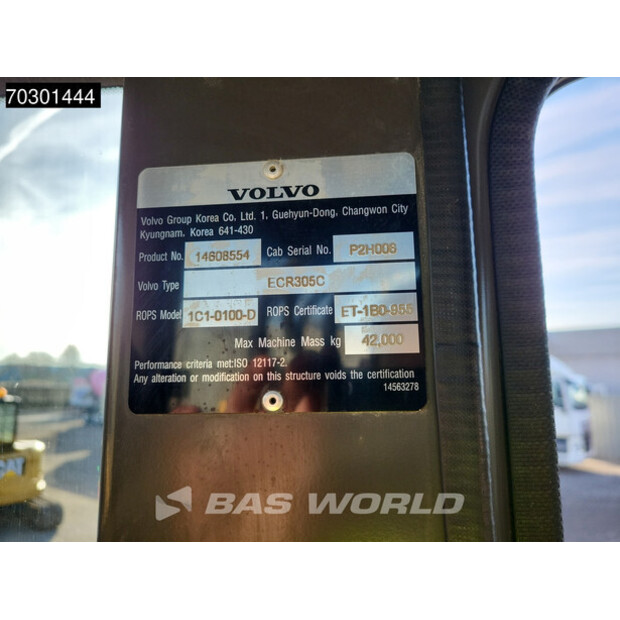 70301444
VOLVO
Volvo Group Korea Co. Ltd. 1, Guehyun-Dong, Changwon City
Kyungnam. Korea 641-430
Product No. 14608554 Cab Serial No. P2H006
Volvo Type ECR305C
ROPS Model 1C1-0100-D ROPS Certificate ET-1B0-955
Max Machine Mass kg 42,000
Performance criteria met:ISO 12117-2.
Any alteration or modification on this structure voids the certification
14563278
CAT
BAS WORLD